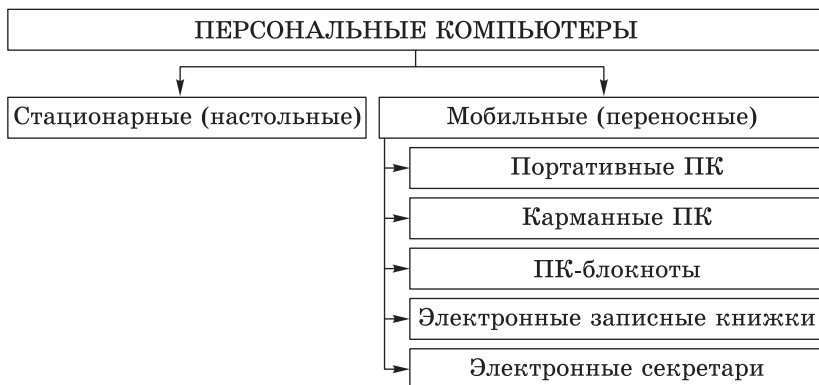 ПЕРСОНАЛЬНЫЕ КОМПЬЮТЕРЫ
Стационарные (настольные)
Мобильные (переносные)
Портативные ПК
Карманные ПК
ПК-блокноты
Электронные записные книжки
Электронные секретари